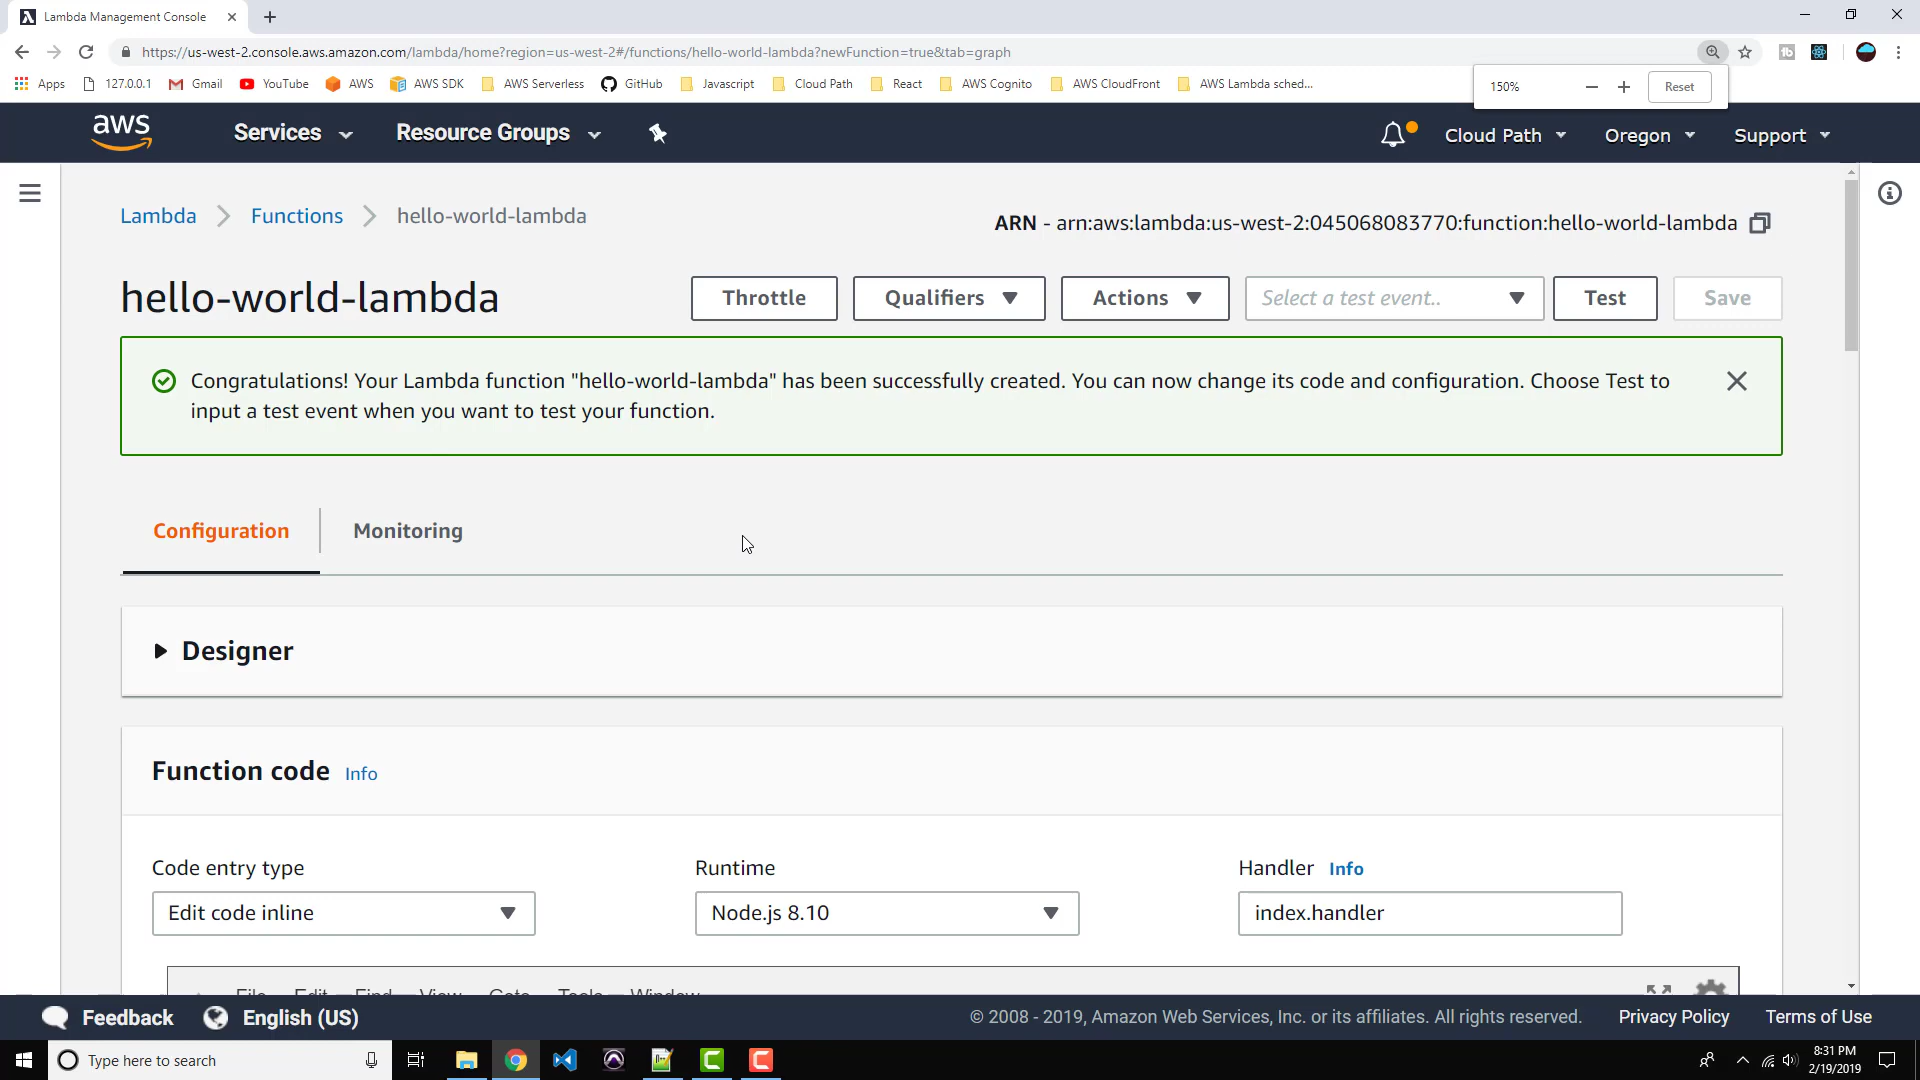 Lambda Management Console
https://us-west-2.console.aws.amazon.com/lambda/home?region=us-west-2#/functions/hello-world-lambda?newFunction=true&tab=graph
Apps 127.0.0.1 Gmail YouTube AWS AWS SDK AWS Serverless GitHub Javascript Cloud Path React AWS Cognito AWS CloudFront AWS Lambda sched...
150% Reset
aws Services Resource Groups Cloud Path Oregon Support
Lambda Functions hello-world-lambda
ARN - arn:aws:lambda:us-west-2:045068083770:function:hello-world-lambda
hello-world-lambda Throttle Qualifiers Actions Select a test event.. Test Save
Congratulations! Your Lambda function "hello-world-lambda" has been successfully created. You can now change its code and configuration. Choose Test to
input a test event when you want to test your function.
Configuration Monitoring
Designer
Function code Info
Code entry type Runtime Handler Info
Edit code inline Node.js 8.10 index.handler
File Edit Find View Goto Tools Window
Feedback English (US) © 2008 - 2019, Amazon Web Services, Inc. or its affiliates. All rights reserved. Privacy Policy Terms of Use
Type here to search
8:31 PM
2/19/2019